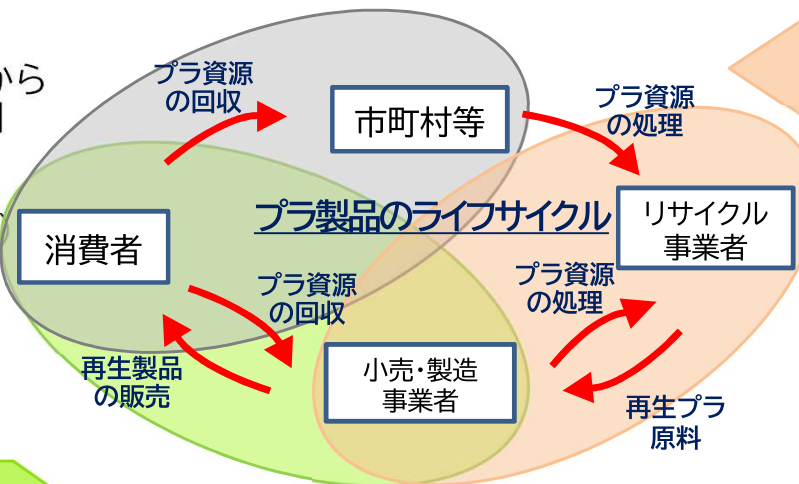 から
プラ資源
の回収
市町村等
プラ資源
の処理
プラ製品のライフサイクル
リサイクル
事業者
消費者
プラ資源
の回収
プラ資源
の処理
再生製品
の販売
小売・製造
事業者
再生プラ
原料